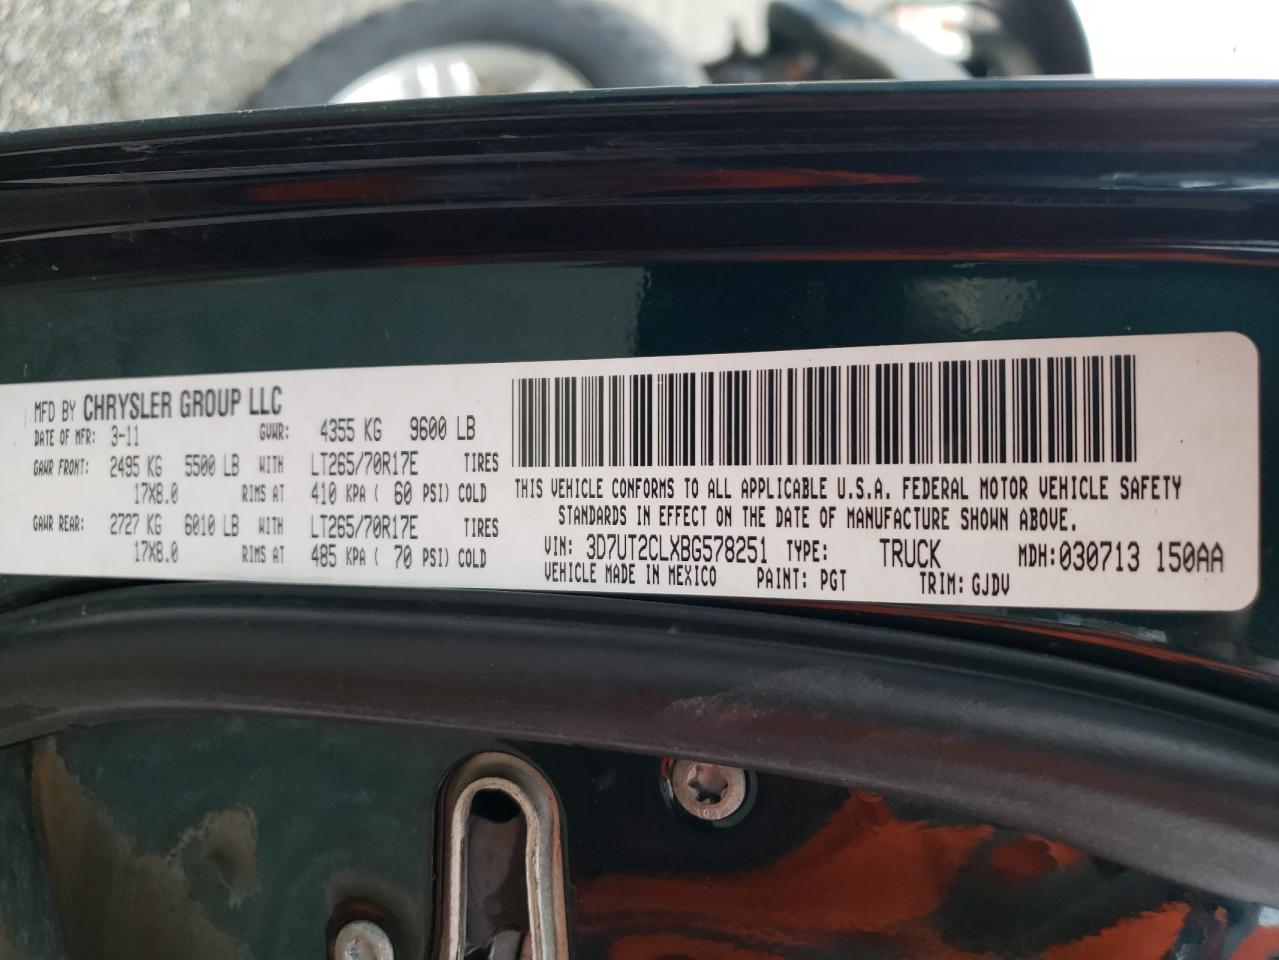 MFD BY CHRYSLER GROUP LLC
DATE OF MFR: 3-11 GVWR: 4355 KG 9600 LB
GAWR FRONT: 2495 KG 5500 LB WITH LT265/70R17E TIRES
17X8.0 RIMS AT 410 KPA ( 60 PSI) COLD
GAWR REAR: 2727 KG 6010 LB WITH LT265/70R17E TIRES
17X8.0 RIMS AT 485 KPA ( 70 PSI) COLD
THIS VEHICLE CONFORMS TO ALL APPLICABLE U.S.A. FEDERAL MOTOR VEHICLE SAFETY
STANDARDS IN EFFECT ON THE DATE OF MANUFACTURE SHOWN ABOVE.
VIN: 3D7UT2CLXBG578251 TYPE: TRUCK MDH: 030713 150AA
VEHICLE MADE IN MEXICO PAINT: PGT TRIM: GJDV